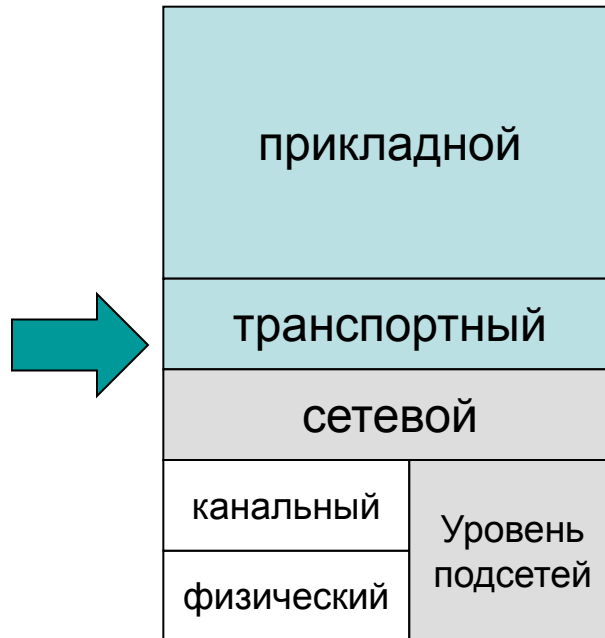 прикладной
транспортный
сетевой
канальный
физический
Уровень
подсетей